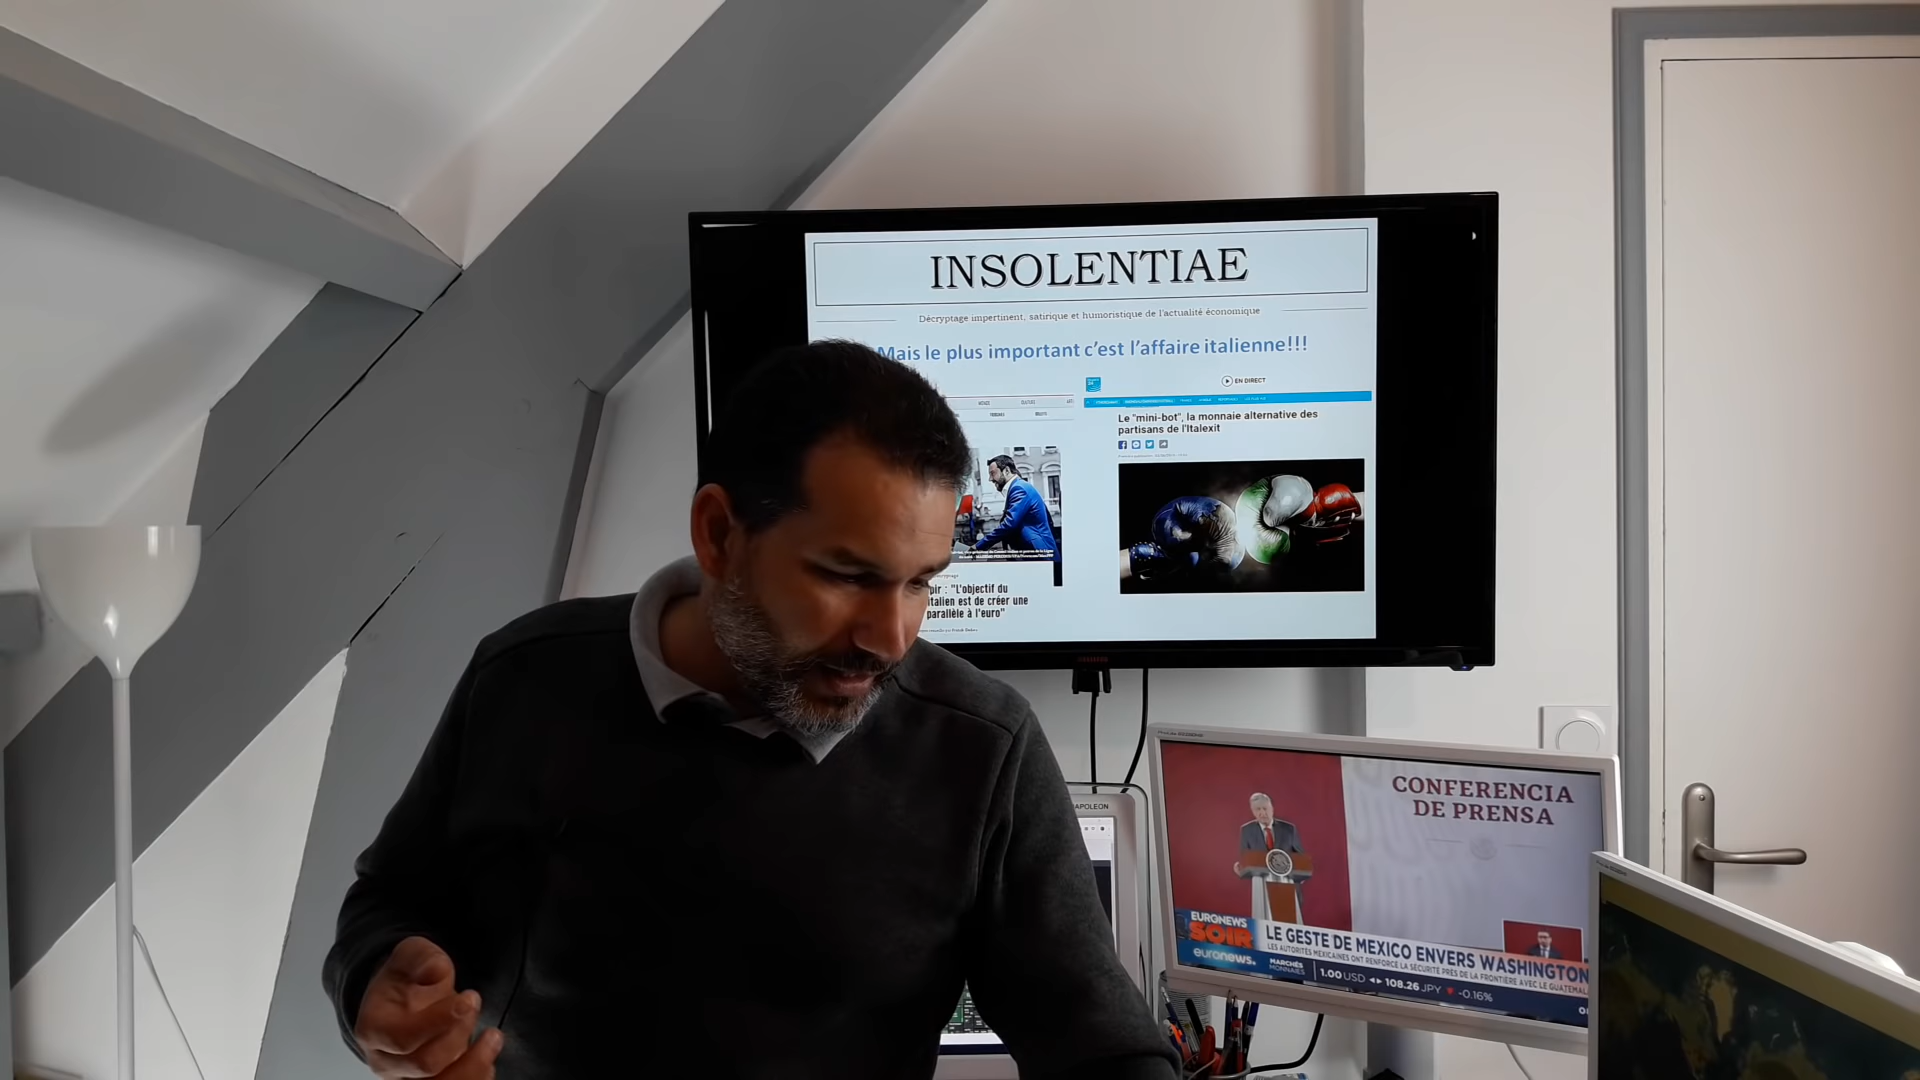 INSOLENTIAE
Décryptage impertinent, satirique et humoristique de l'actualité économique
Mais le plus important c'est l'affaire italienne!!!
EN DIRECT
Le "mini-bot", la monnaie alternative des
partisans de l'Italexit
: "L'objectif du
italien est de créer une
parallèle à l'euro"
CONFERENCIA
DE PRENSA
EURONEWS
SOIR
euronews.
LE GESTE DE MEXICO ENVERS WASHINGTON
LES AUTORITÉS MEXICAINES ONT RENFORCÉ LA SÉCURITÉ PRÈS DE LA FRONTIÈRE AVEC LE GUATEMALA
MARCHÉS
MONNAIES
1.00 USD 108.26 JPY -0.16%